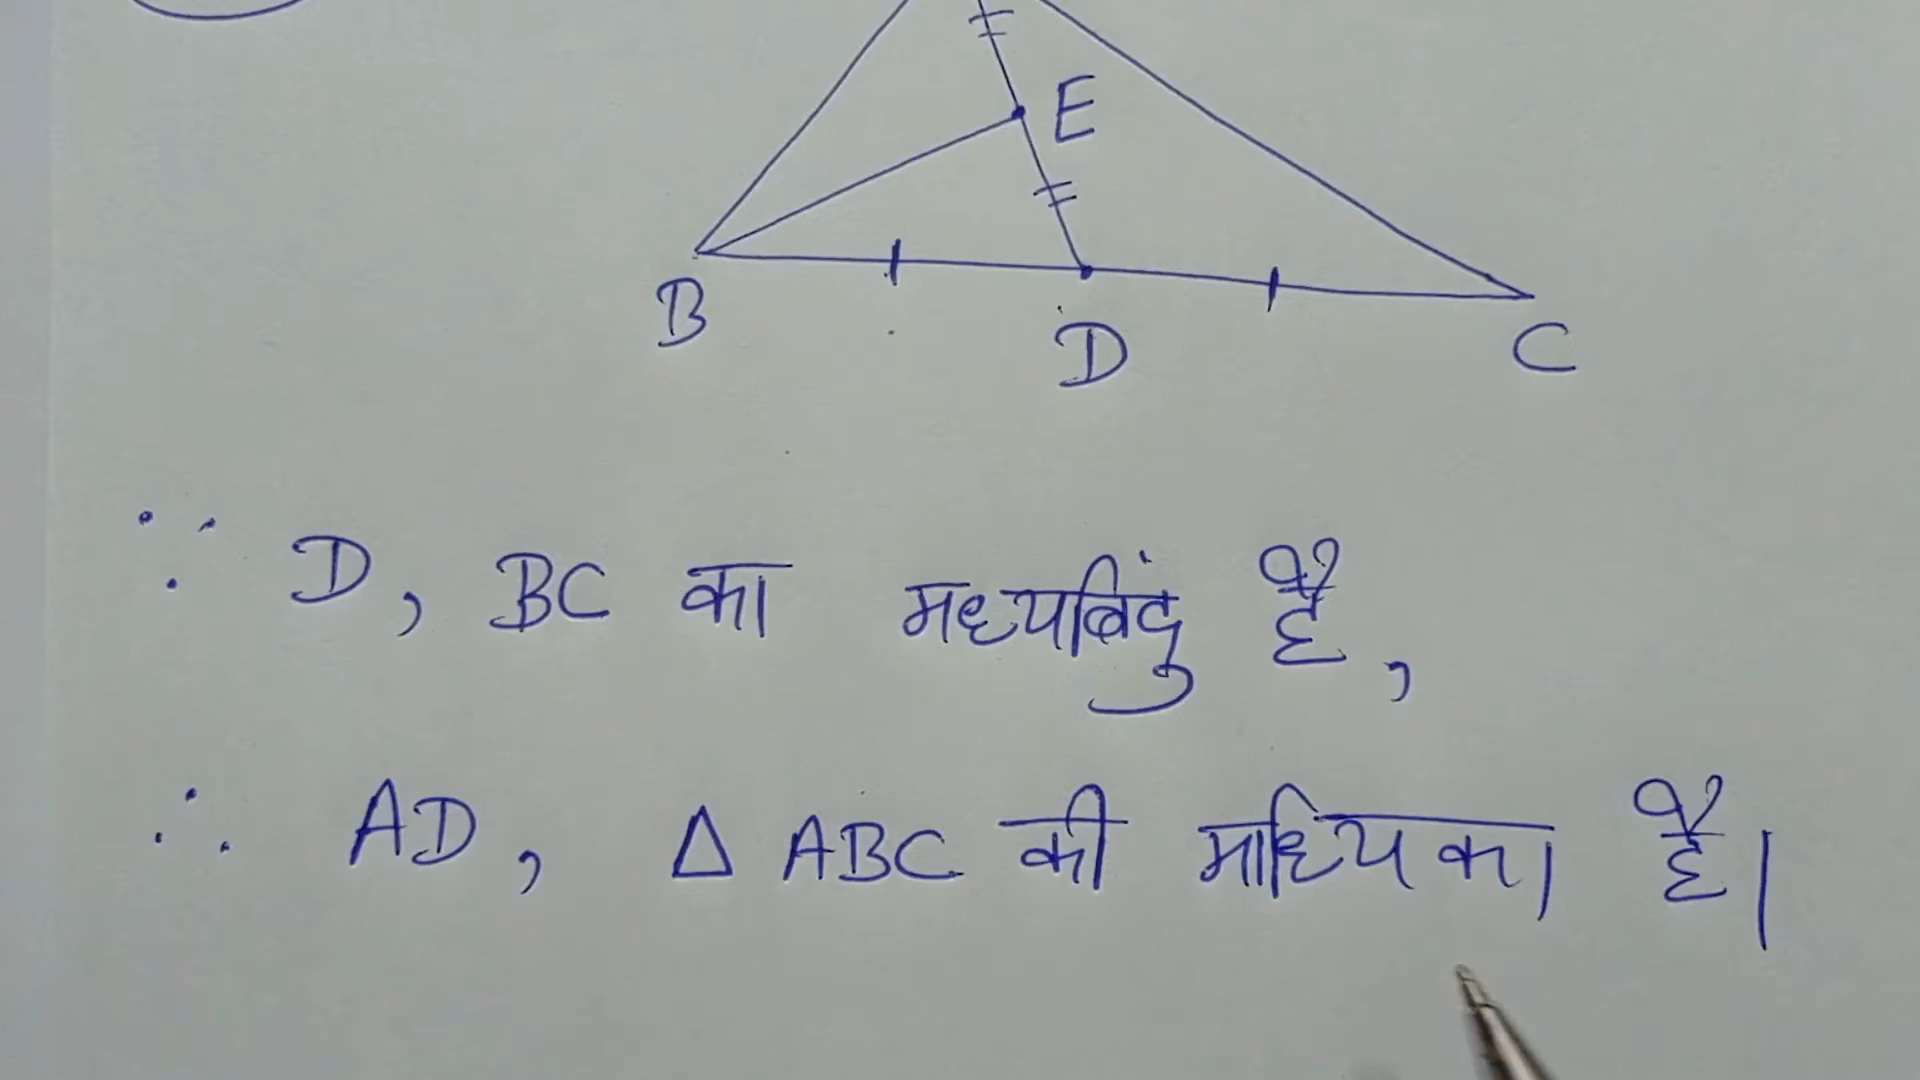 E
B
D
C
∵ D, BC का मध्यबिंदु है,
∴ AD, Δ ABC की माध्यिका है।